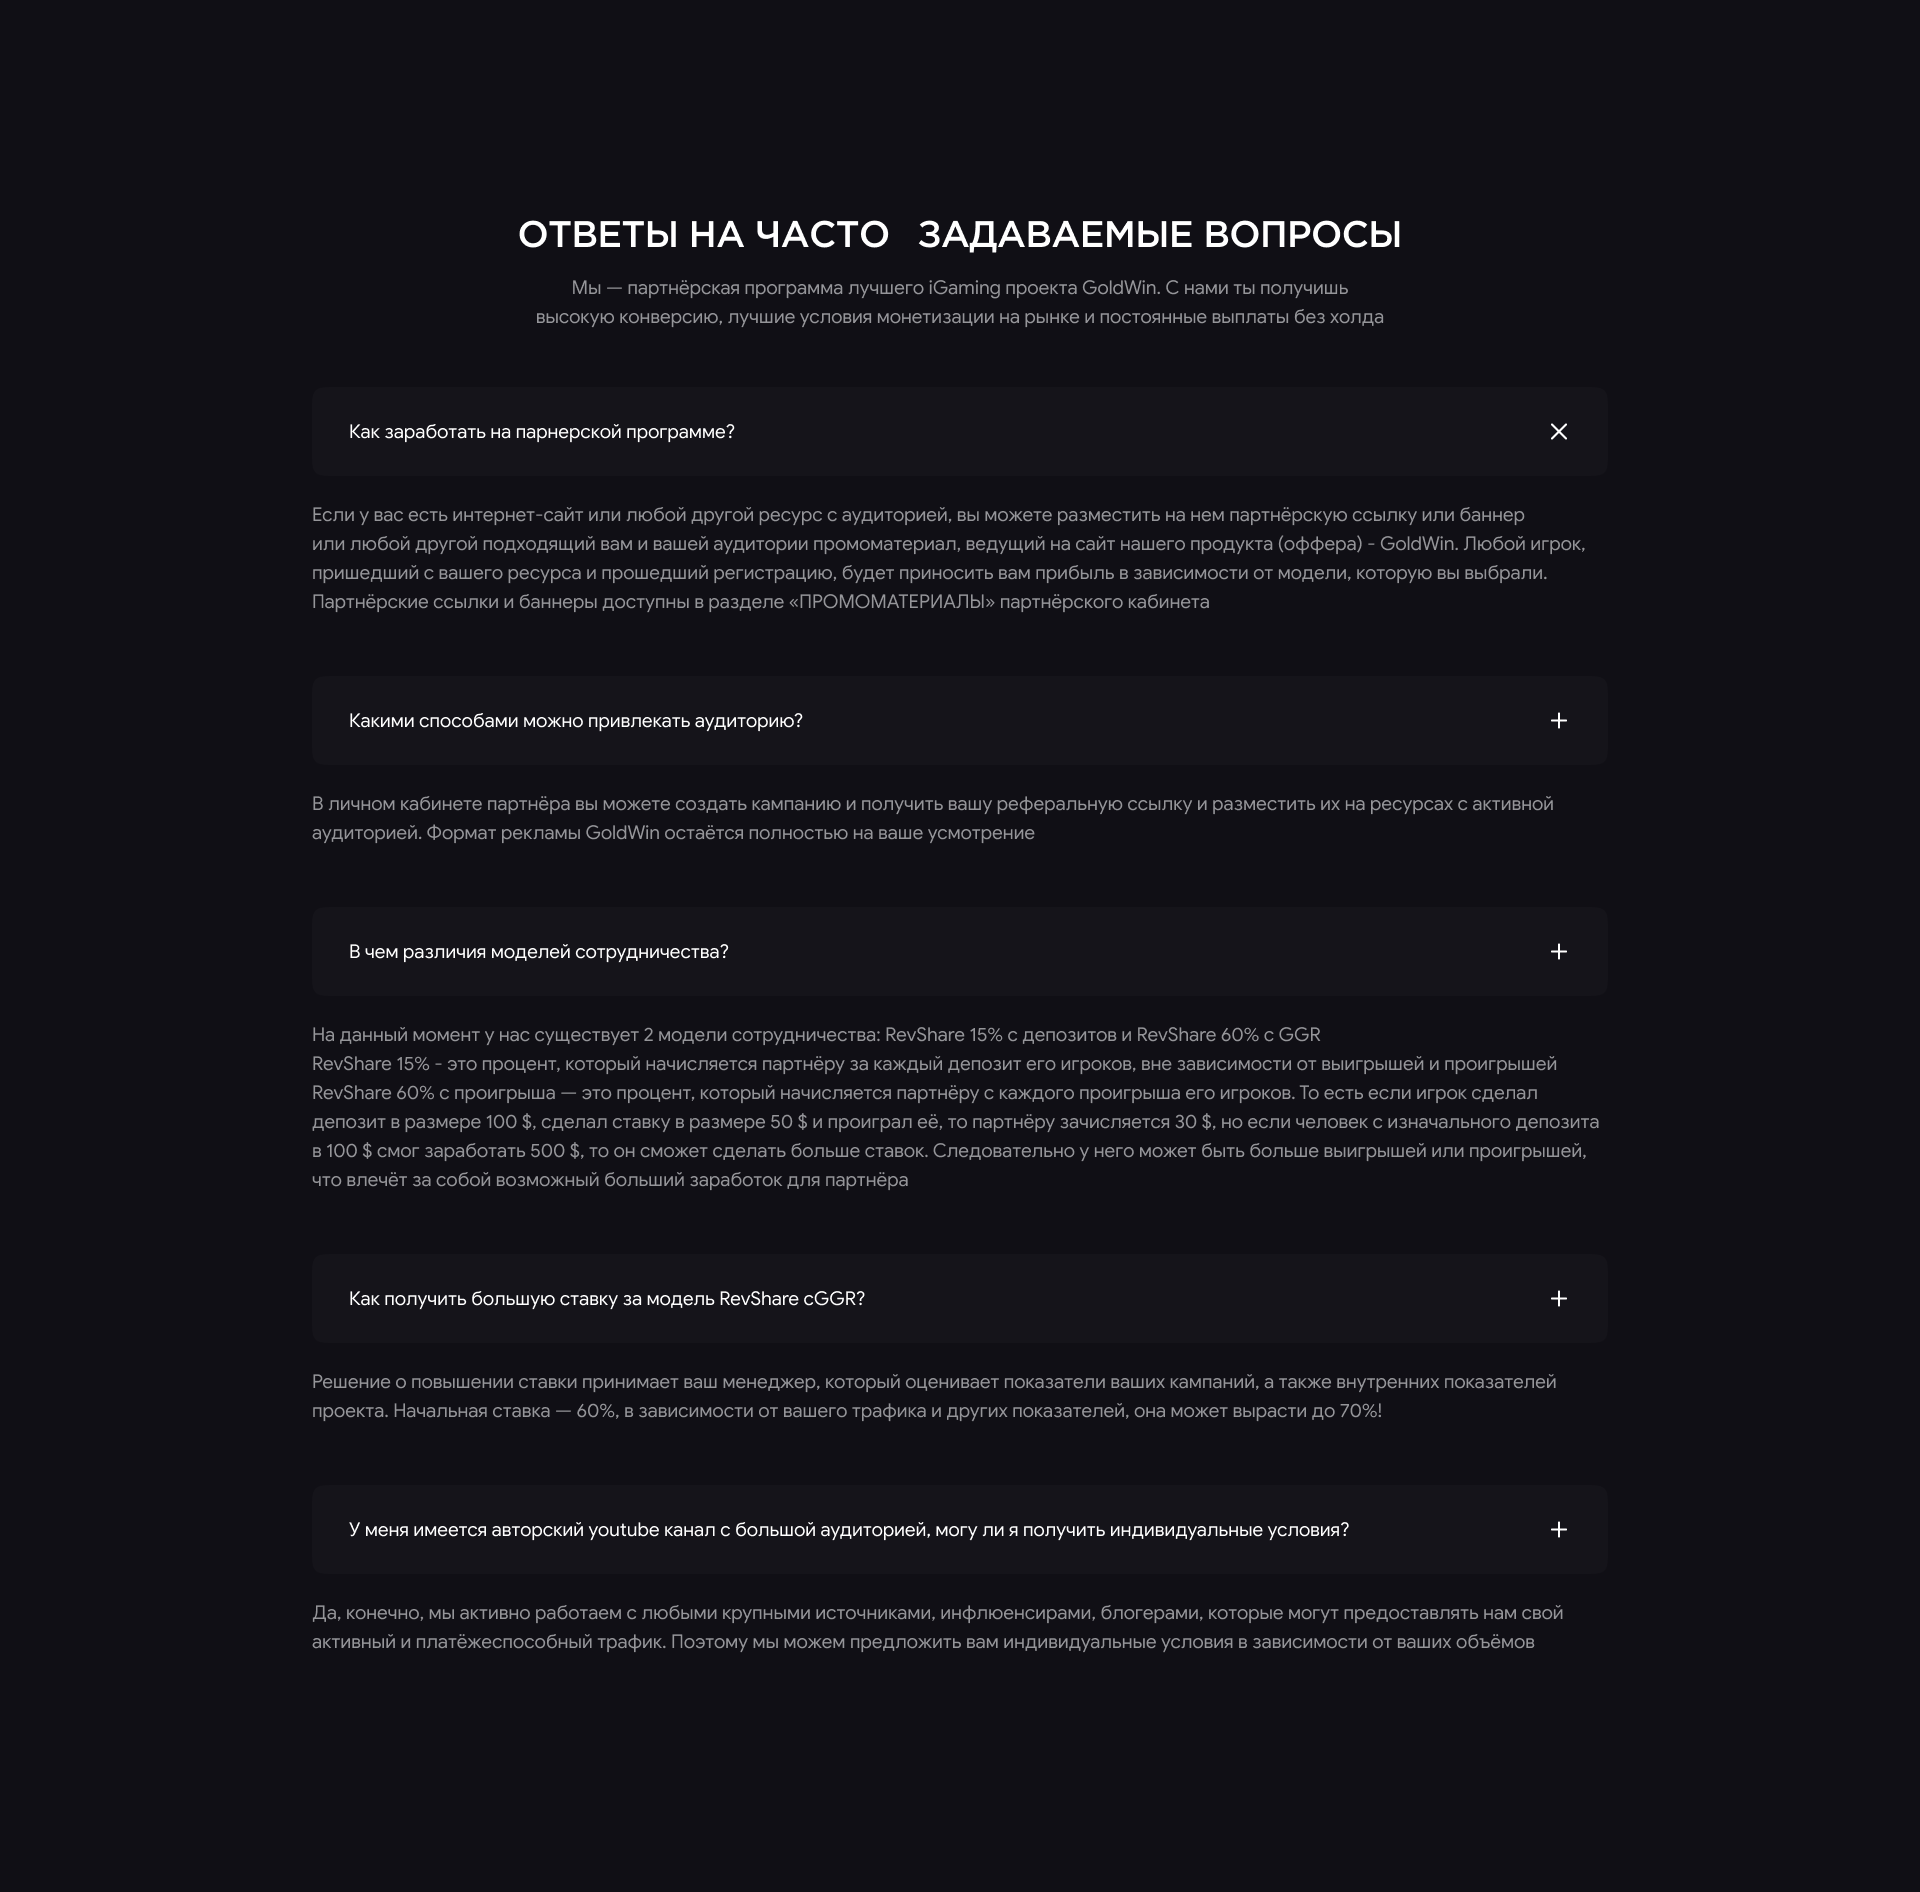 ОТВЕТЫ НА ЧАСТО ЗАДАВАЕМЫЕ ВОПРОСЫ
Мы — партнёрская программа лучшего iGaming проекта GoldWin. С нами ты получишь
высокую конверсию, лучшие условия монетизации на рынке и постоянные выплаты без холда
Как заработать на парнерской программе?
Если у вас есть интернет-сайт или любой другой ресурс с аудиторией, вы можете разместить на нем партнёрскую ссылку или баннер
или любой другой подходящий вам и вашей аудитории промоматериал, ведущий на сайт нашего продукта (оффера) - GoldWin. Любой игрок,
пришедший с вашего ресурса и прошедший регистрацию, будет приносить вам прибыль в зависимости от модели, которую вы выбрали.
Партнёрские ссылки и баннеры доступны в разделе «ПРОМОМАТЕРИАЛЫ» партнёрского кабинета
Какими способами можно привлекать аудиторию?
В личном кабинете партнёра вы можете создать кампанию и получить вашу реферальную ссылку и разместить их на ресурсах с активной
аудиторией. Формат рекламы GoldWin остаётся полностью на ваше усмотрение
В чем различия моделей сотрудничества?
На данный момент у нас существует 2 модели сотрудничества: RevShare 15% с депозитов и RevShare 60% с GGR
RevShare 15% - это процент, который начисляется партнёру за каждый депозит его игроков, вне зависимости от выигрышей и проигрышей
RevShare 60% с проигрыша — это процент, который начисляется партнёру с каждого проигрыша его игроков. То есть если игрок сделал
депозит в размере 100 $, сделал ставку в размере 50 $ и проиграл её, то партнёру зачисляется 30 $, но если человек с изначального депозита
в 100 $ смог заработать 500 $, то он сможет сделать больше ставок. Следовательно у него может быть больше выигрышей или проигрышей,
что влечёт за собой возможный больший заработок для партнёра
Как получить большую ставку за модель RevShare cGGR?
Решение о повышении ставки принимает ваш менеджер, который оценивает показатели ваших кампаний, а также внутренних показателей
проекта. Начальная ставка — 60%, в зависимости от вашего трафика и других показателей, она может вырасти до 70%!
У меня имеется авторский youtube канал с большой аудиторией, могу ли я получить индивидуальные условия?
Да, конечно, мы активно работаем с любыми крупными источниками, инфлюенсирами, блогерами, которые могут предоставлять нам свой
активный и платёжеспособный трафик. Поэтому мы можем предложить вам индивидуальные условия в зависимости от ваших объёмов